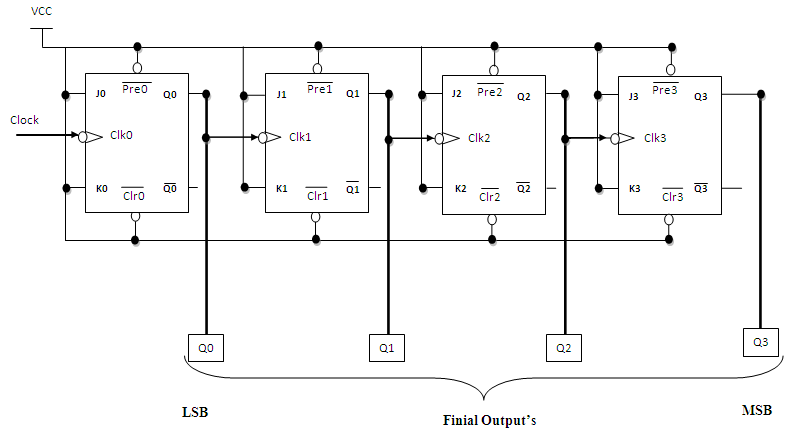 VCC
J0 Pre0 Q0 J1 Pre1 Q1 J2 Pre2 Q2 J3 Pre3 Q3
Clock Clk0 Clk1 Clk2 Clk3
K0 Clr0 Q0 K1 Clr1 Q1 K2 Clr2 Q2 K3 Clr3 Q3
Q0 Q1 Q2 Q3
LSB MSB
Finial Output's